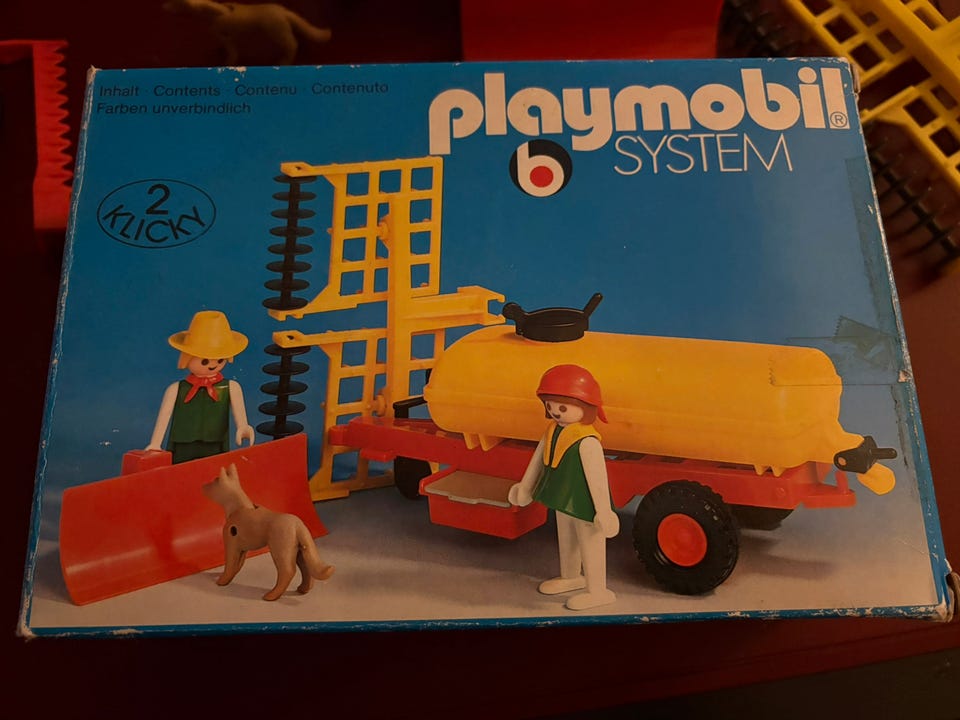 Inhalt · Contents · Contenu · Contenuto
Farben unverbindlich
playmobil®
b SYSTEM
2
KLICKY